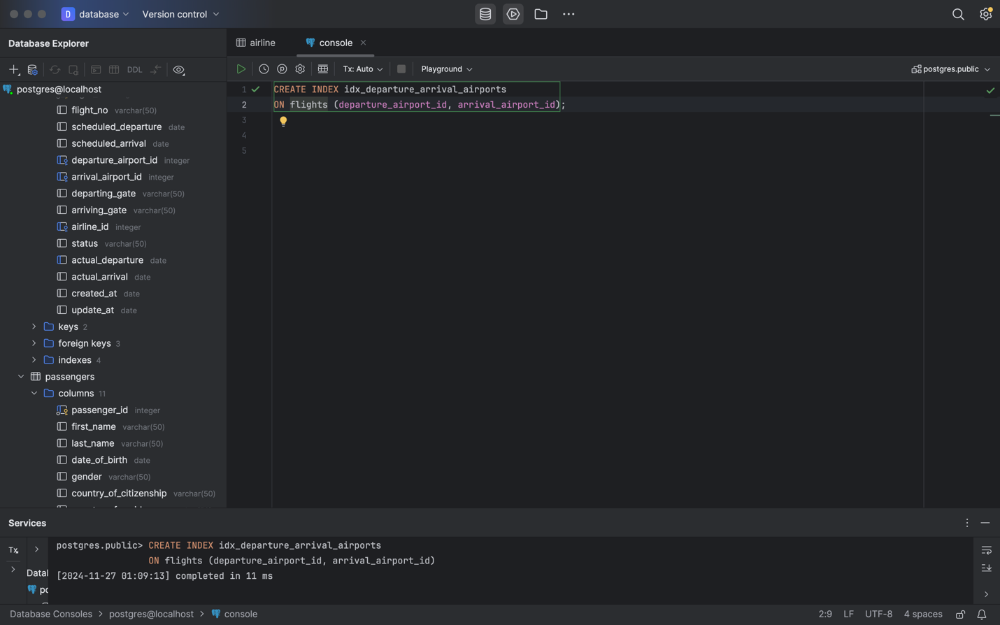 D database Version control
Database Explorer
airline
console
DDL
Tx: Auto
Playground
postgres.public
postgres@localhost
flight_no varchar(50)
scheduled_departure date
scheduled_arrival date
departure_airport_id integer
arrival_airport_id integer
departing_gate varchar(50)
arriving_gate varchar(50)
airline_id integer
status varchar(50)
actual_departure date
actual_arrival date
created_at date
update_at date
keys 2
foreign keys 3
indexes 4
passengers
columns 11
passenger_id integer
first_name varchar(50)
last_name varchar(50)
date_of_birth date
gender varchar(50)
country_of_citizenship varchar(50)
1 CREATE INDEX idx_departure_arrival_airports
2 ON flights (departure_airport_id, arrival_airport_id);
3
4
5
Services
Tx
Datal
po
postgres.public> CREATE INDEX idx_departure_arrival_airports
ON flights (departure_airport_id, arrival_airport_id)
[2024-11-27 01:09:13] completed in 11 ms
Database Consoles > postgres@localhost > console
2:9 LF UTF-8 4 spaces